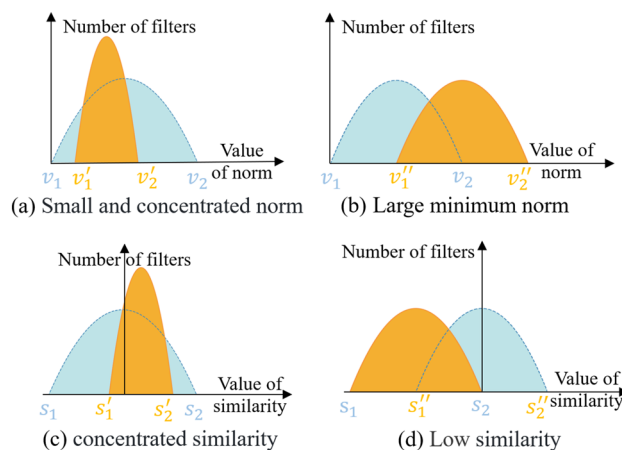 Number of filters
Value of norm
v₁ v₁′ v₂′ v₂
(a) Small and concentrated norm
Number of filters
Value of norm
v₁ v₁″ v₂ v₂″
(b) Large minimum norm
Number of filters
Value of similarity
s₁ s₁′ s₂′ s₂
(c) concentrated similarity
Number of filters
Value of similarity
s₁ s₁″ s₂ s₂″
(d) Low similarity